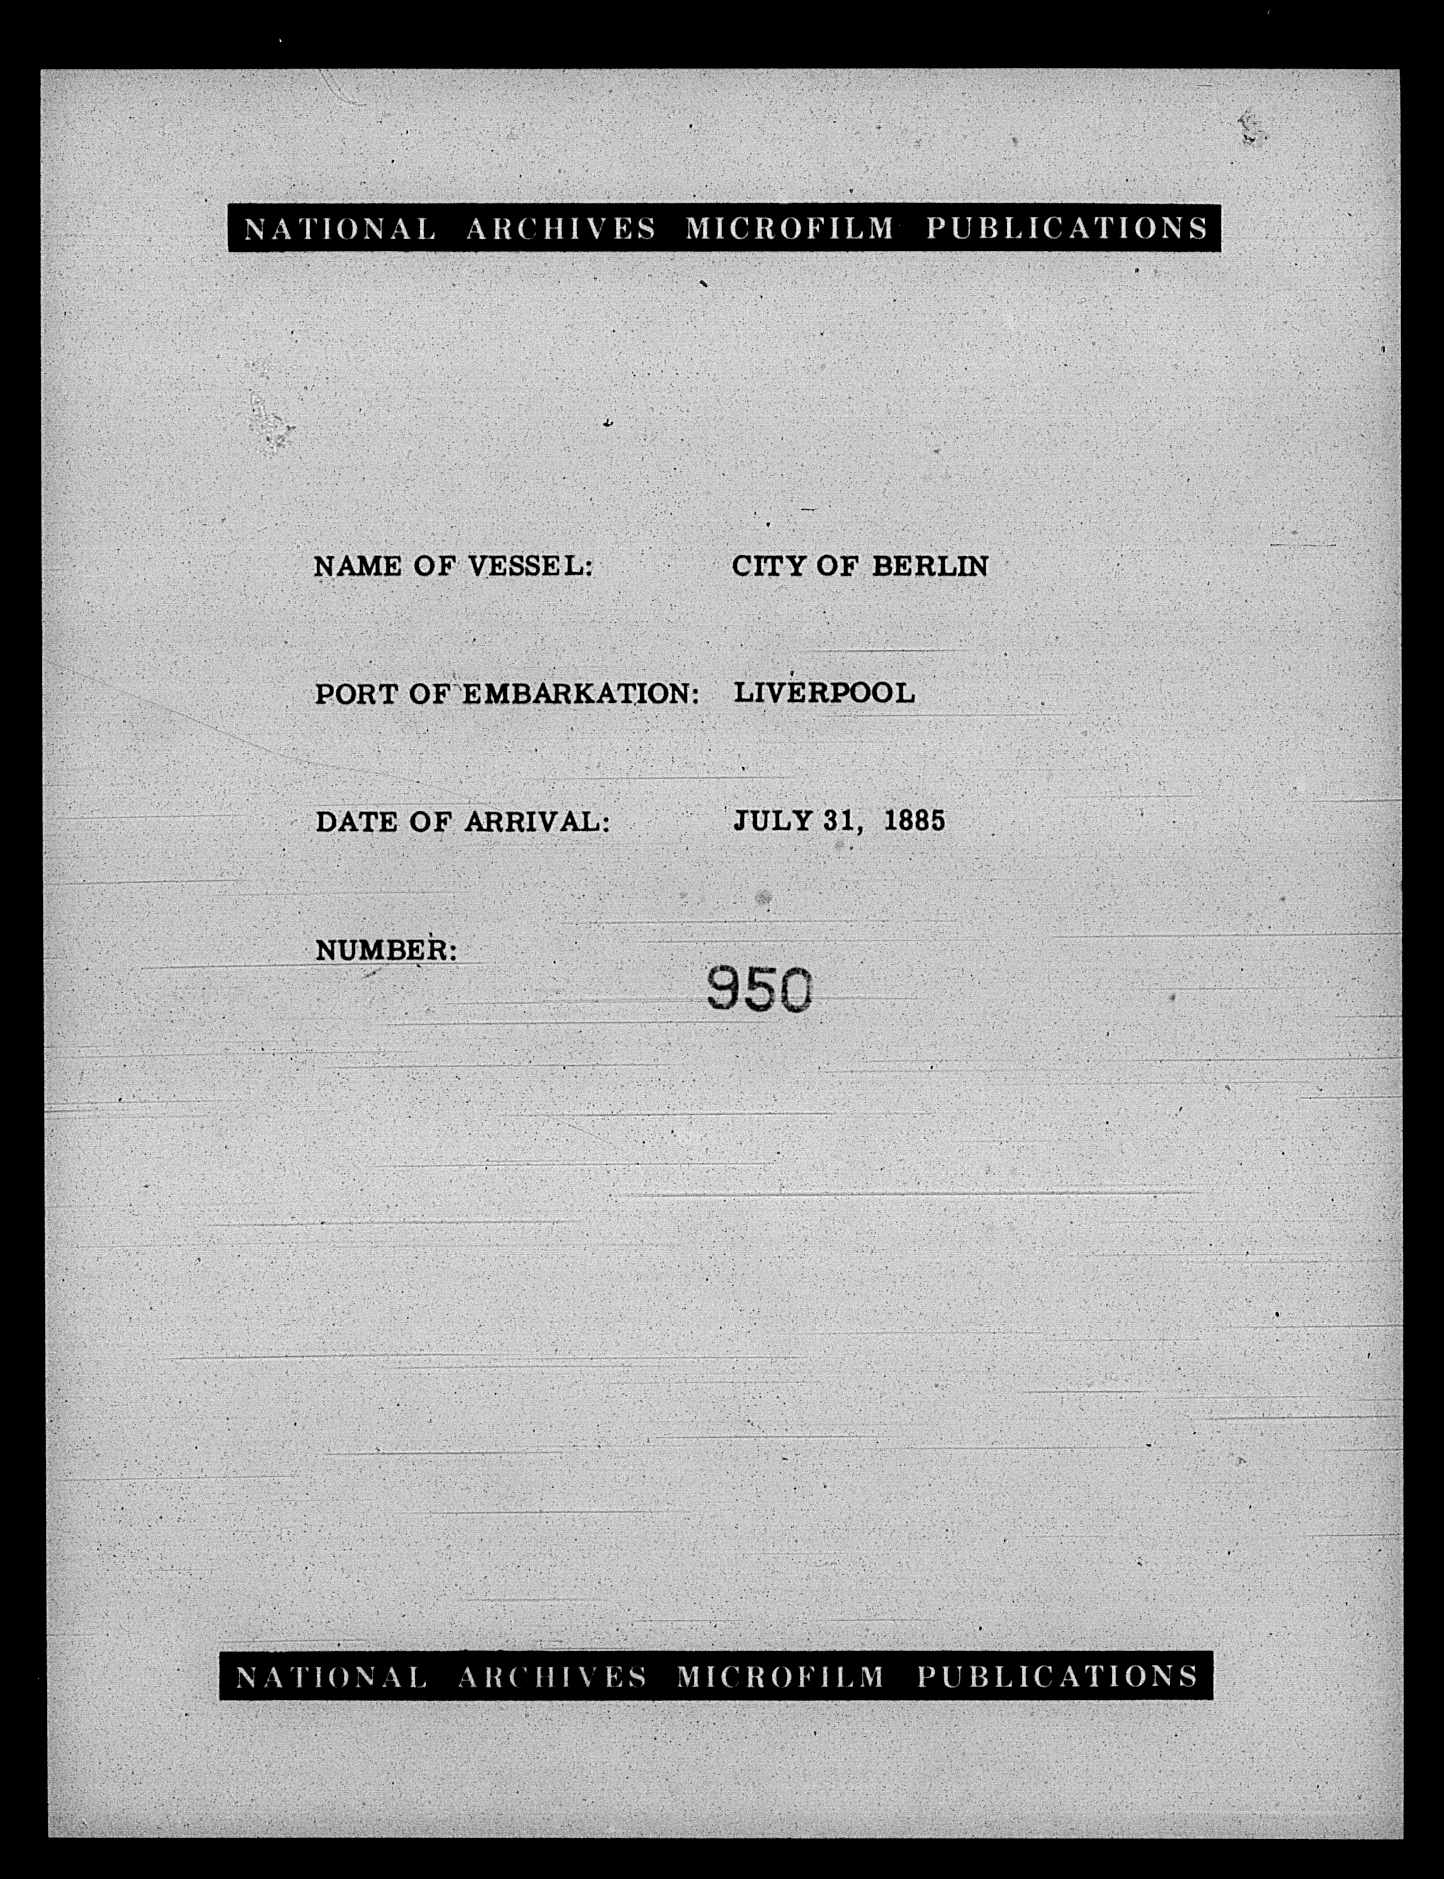 NATIONAL ARCHIVES MICROFILM PUBLICATIONS
NAME OF VESSEL: CITY OF BERLIN
PORT OF EMBARKATION: LIVERPOOL
DATE OF ARRIVAL: JULY 31, 1885
NUMBER:
950
NATIONAL ARCHIVES MICROFILM PUBLICATIONS